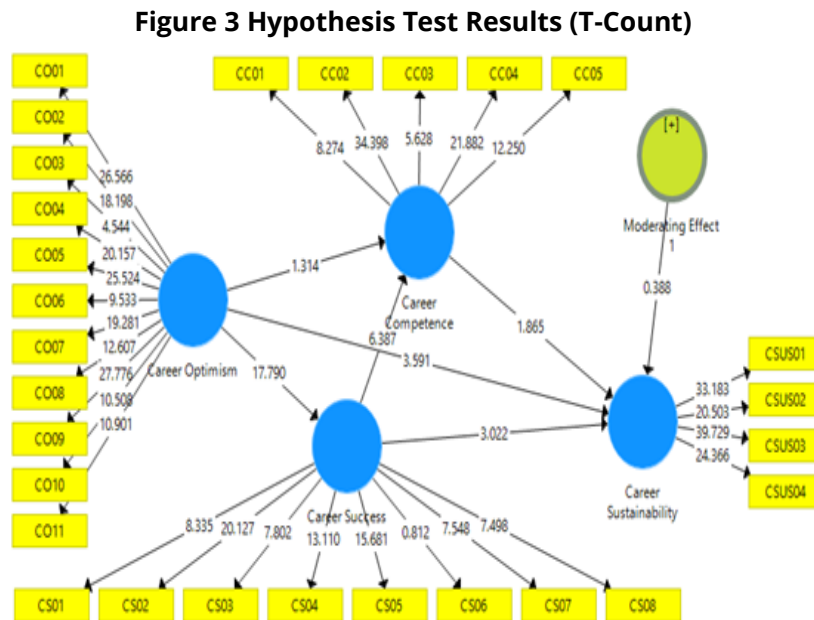 Figure 3 Hypothesis Test Results (T-Count)
CO01
CO02
CO03
CO04
CO05
CO06
CO07
CO08
CO09
CO10
CO11
26.566
18.198
4.544
20.157
25.524
9.533
19.281
12.607
27.776
10.508
10.901
Career Optimism
CC01
CC02
CC03
CC04
CC05
8.274
34.398
5.628
21.882
12.250
Career
Competence
1.314
6.387
17.790
3.591
1.865
3.022
[+]
Moderating Effect
1
0.388
Career Success
8.335
20.127
7.802
13.110
15.681
0.812
7.548
7.498
CS01
CS02
CS03
CS04
CS05
CS06
CS07
CS08
33.183
20.503
39.729
24.366
CSUS01
CSUS02
CSUS03
CSUS04
Career
Sustainability